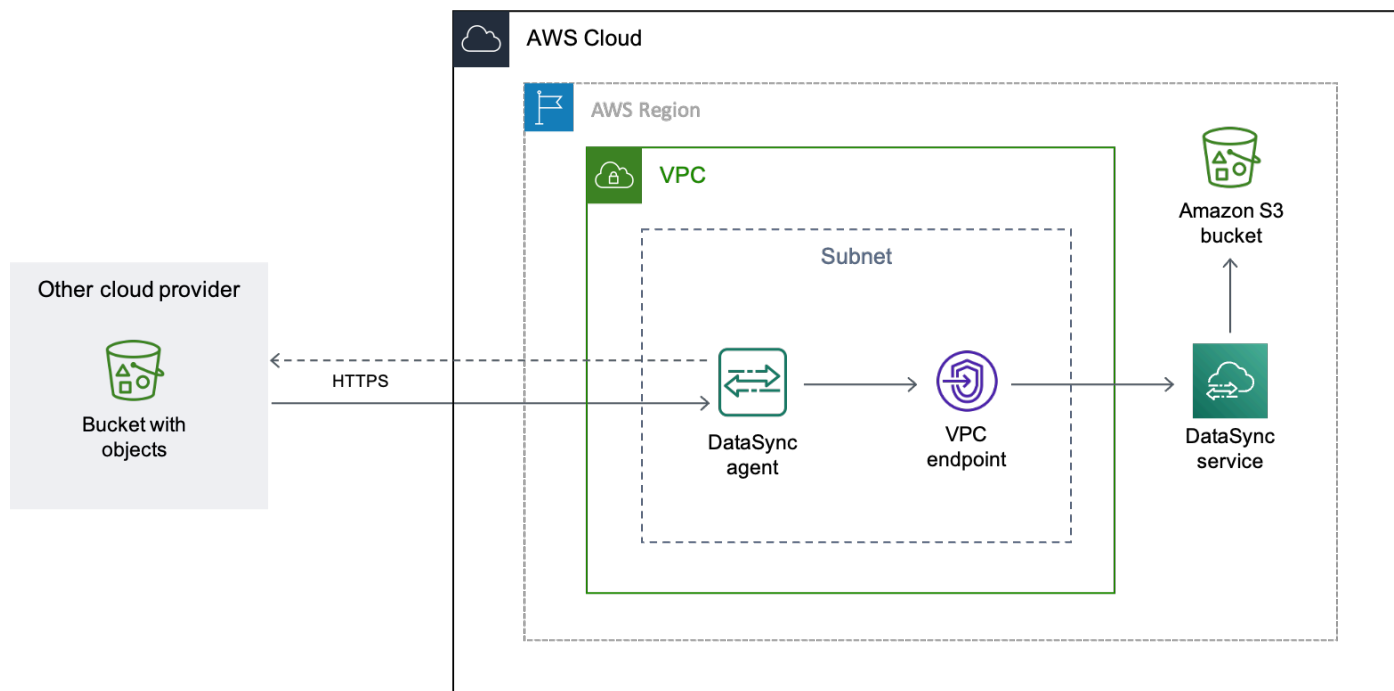 AWS Cloud
AWS Region
VPC
Subnet
Amazon S3
bucket
Other cloud provider
Bucket with
objects
HTTPS
DataSync
agent
VPC
endpoint
DataSync
service